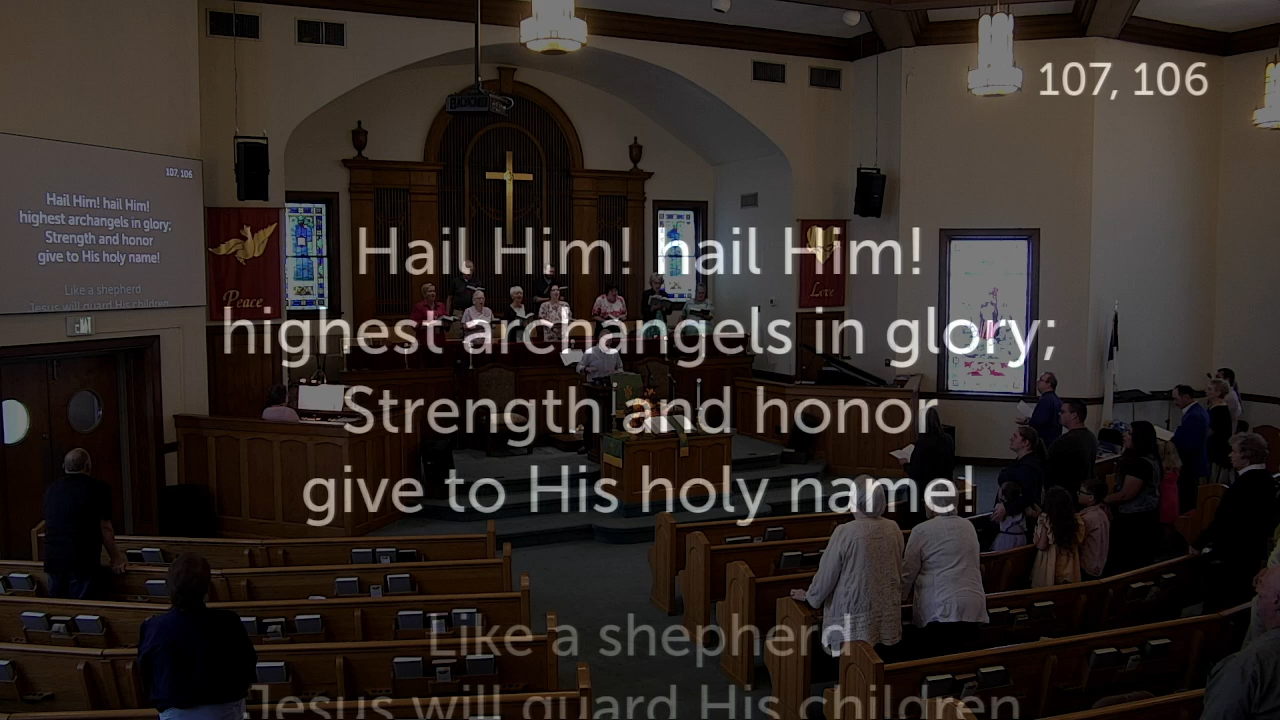 107, 106
Hail Him! hail Him!
highest archangels in glory;
Strength and honor
give to His holy name!
Like a shepherd
Jesus will guard His children
107, 106
Hail Him! hail Him!
highest archangels in glory;
Strength and honor
give to His holy name!
Like a shepherd
Jesus will guard His children
Peace
Love
EXIT